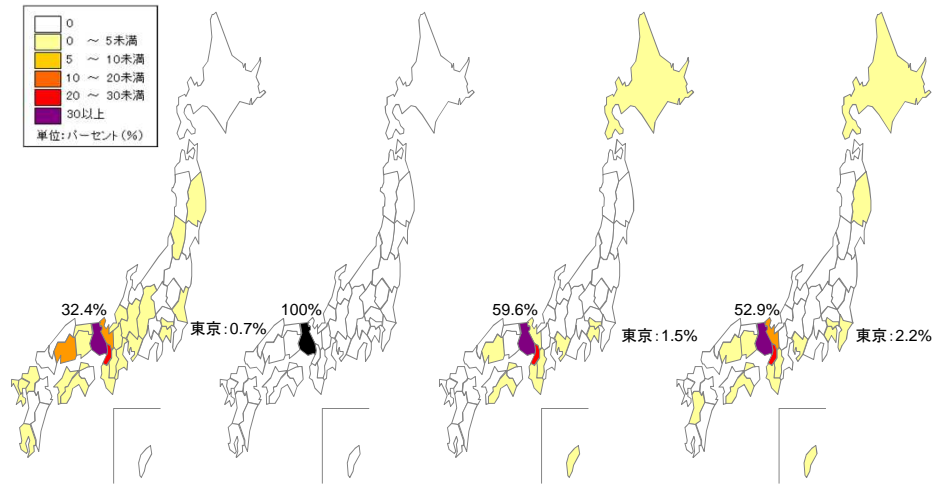 0
0 ～ 5未満
5 ～ 10未満
10 ～ 20未満
20 ～ 30未満
30以上
単位：パーセント（％）
32.4%
東京：0.7%
100%
59.6%
東京：1.5%
52.9%
東京：2.2%